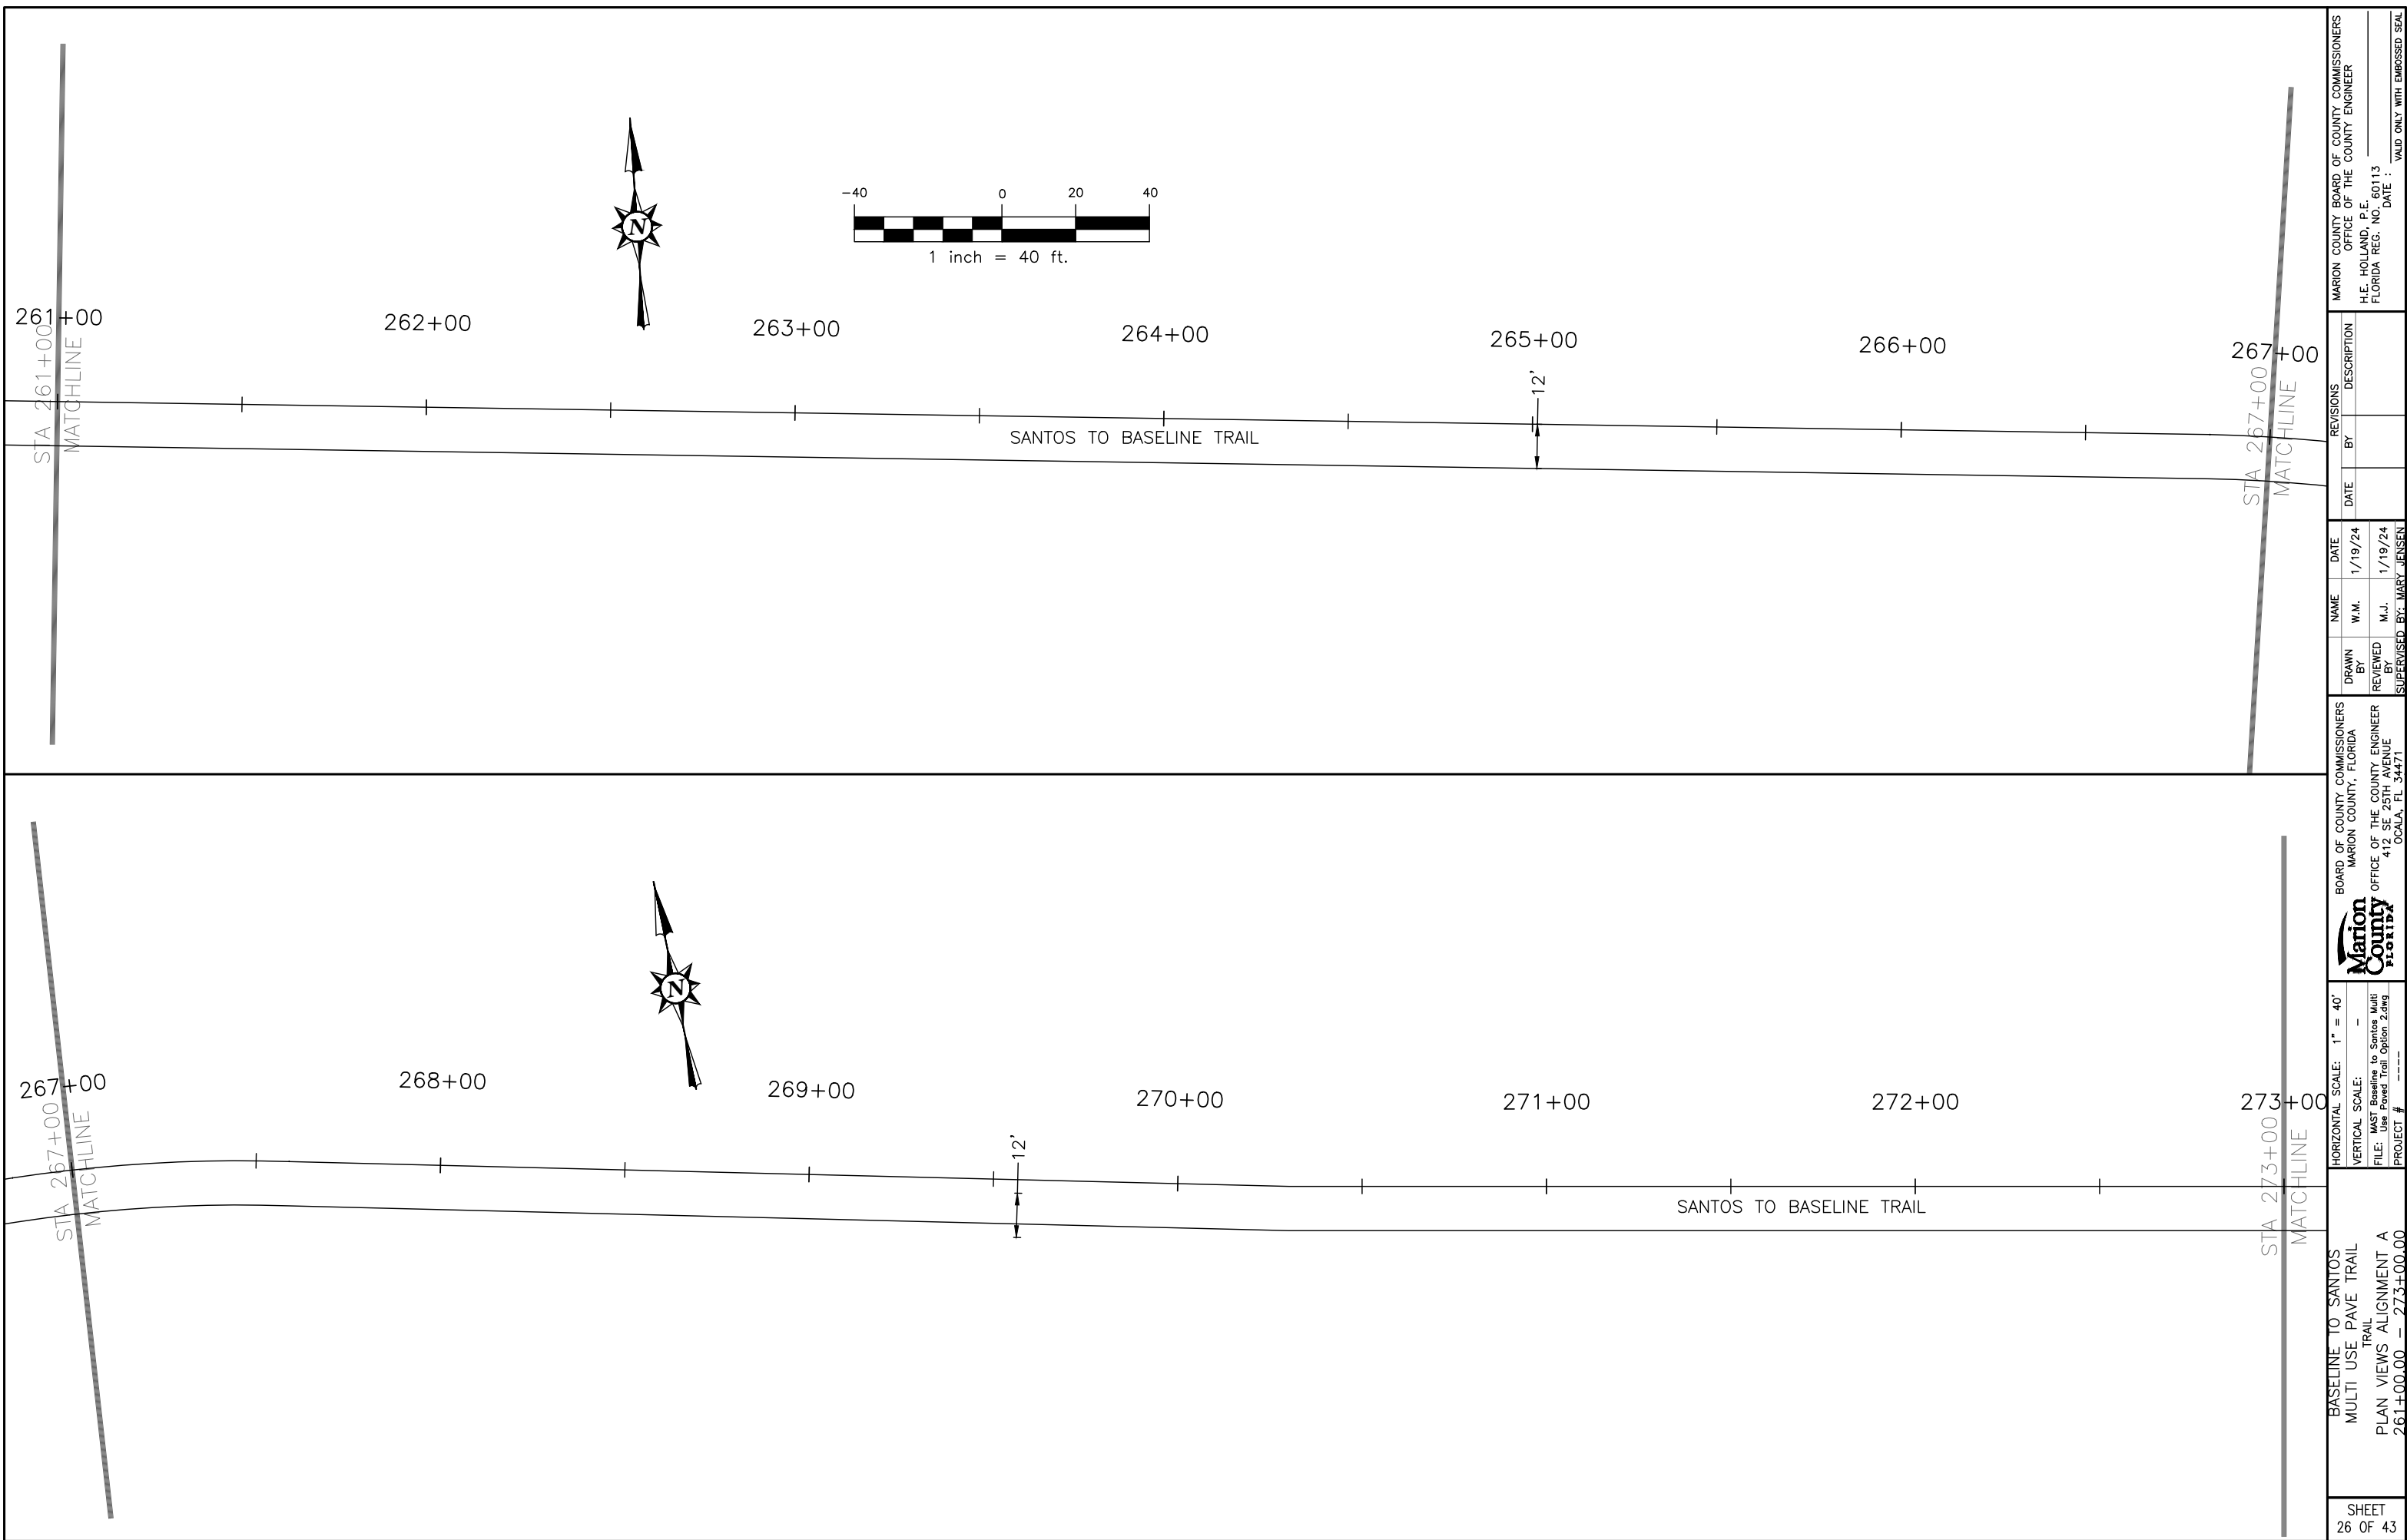 -40 0 20 40
1 inch = 40 ft.
N
261+00
262+00
263+00
264+00
265+00
266+00
267+00
STA 261+00
MATCHLINE
SANTOS TO BASELINE TRAIL
12'
STA 267+00
MATCHLINE
N
267+00
268+00
269+00
270+00
271+00
272+00
273+00
STA 267+00
MATCHLINE
12'
SANTOS TO BASELINE TRAIL
STA 273+00
MATCHLINE
MARION COUNTY BOARD OF COUNTY COMMISSIONERS
OFFICE OF THE COUNTY ENGINEER
H.E. HOLLAND, P.E.
FLORIDA REG. NO. 60113
DATE :
VALID ONLY WITH EMBOSSED SEAL
REVISIONS
DATE BY DESCRIPTION
NAME DATE
DRAWN BY W.M. 1/19/24
REVIEWED BY M.J. 1/19/24
SUPERVISED BY: MARY JENSEN
BOARD OF COUNTY COMMISSIONERS
MARION COUNTY, FLORIDA
OFFICE OF THE COUNTY ENGINEER
412 SE 25TH AVENUE
OCALA, FL 34471
Marion
County
FLORIDA
HORIZONTAL SCALE: 1" = 40'
VERTICAL SCALE: -
FILE: MAST Baseline to Santos Multi
Use Paved Trail Option 2.dwg
PROJECT # ----
BASELINE TO SANTOS
MULTI USE PAVE TRAIL
TRAIL
PLAN VIEWS ALIGNMENT A
261+00.00 - 273+00.00
SHEET
26 OF 43